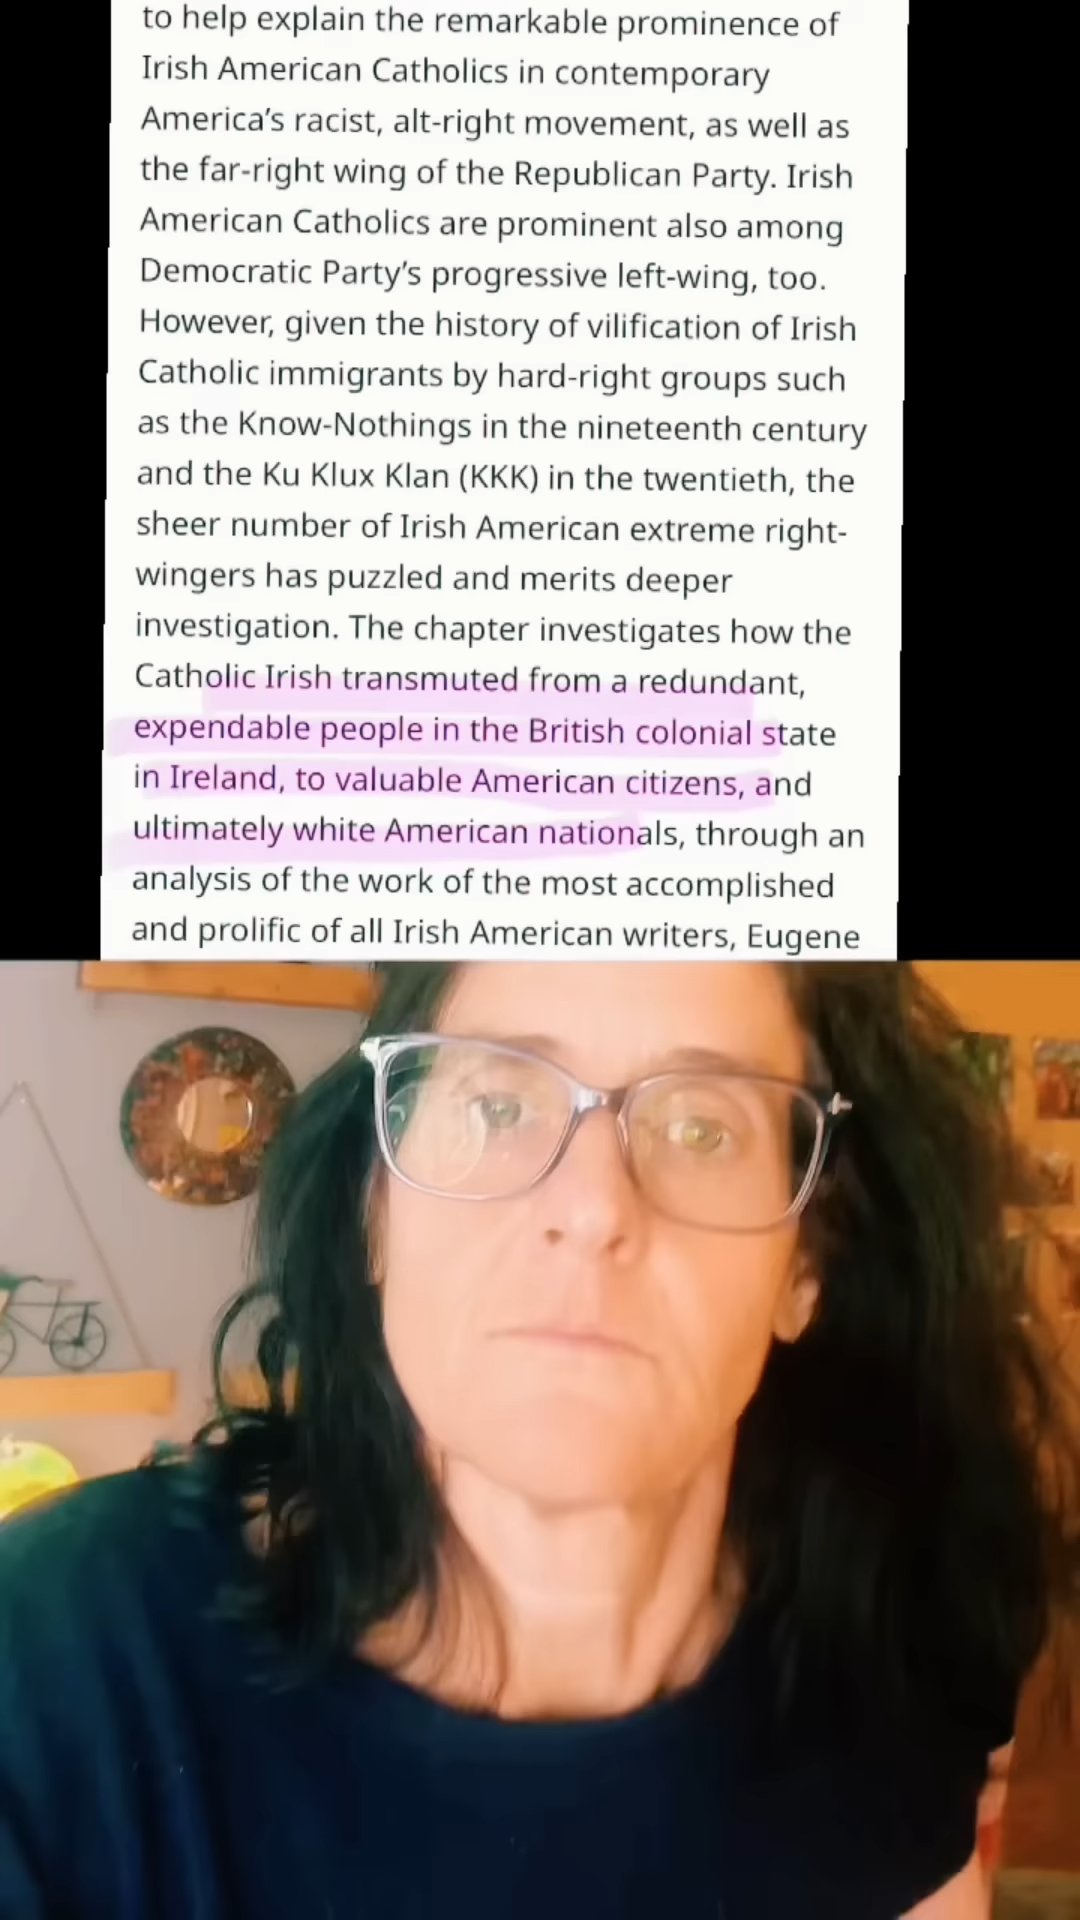 to help explain the remarkable prominence of
Irish American Catholics in contemporary
America’s racist, alt-right movement, as well as
the far-right wing of the Republican Party. Irish
American Catholics are prominent also among
Democratic Party’s progressive left-wing, too.
However, given the history of vilification of Irish
Catholic immigrants by hard-right groups such
as the Know-Nothings in the nineteenth century
and the Ku Klux Klan (KKK) in the twentieth, the
sheer number of Irish American extreme right-
wingers has puzzled and merits deeper
investigation. The chapter investigates how the
Catholic Irish transmuted from a redundant,
expendable people in the British colonial state
in Ireland, to valuable American citizens, and
ultimately white American nationals, through an
analysis of the work of the most accomplished
and prolific of all Irish American writers, Eugene